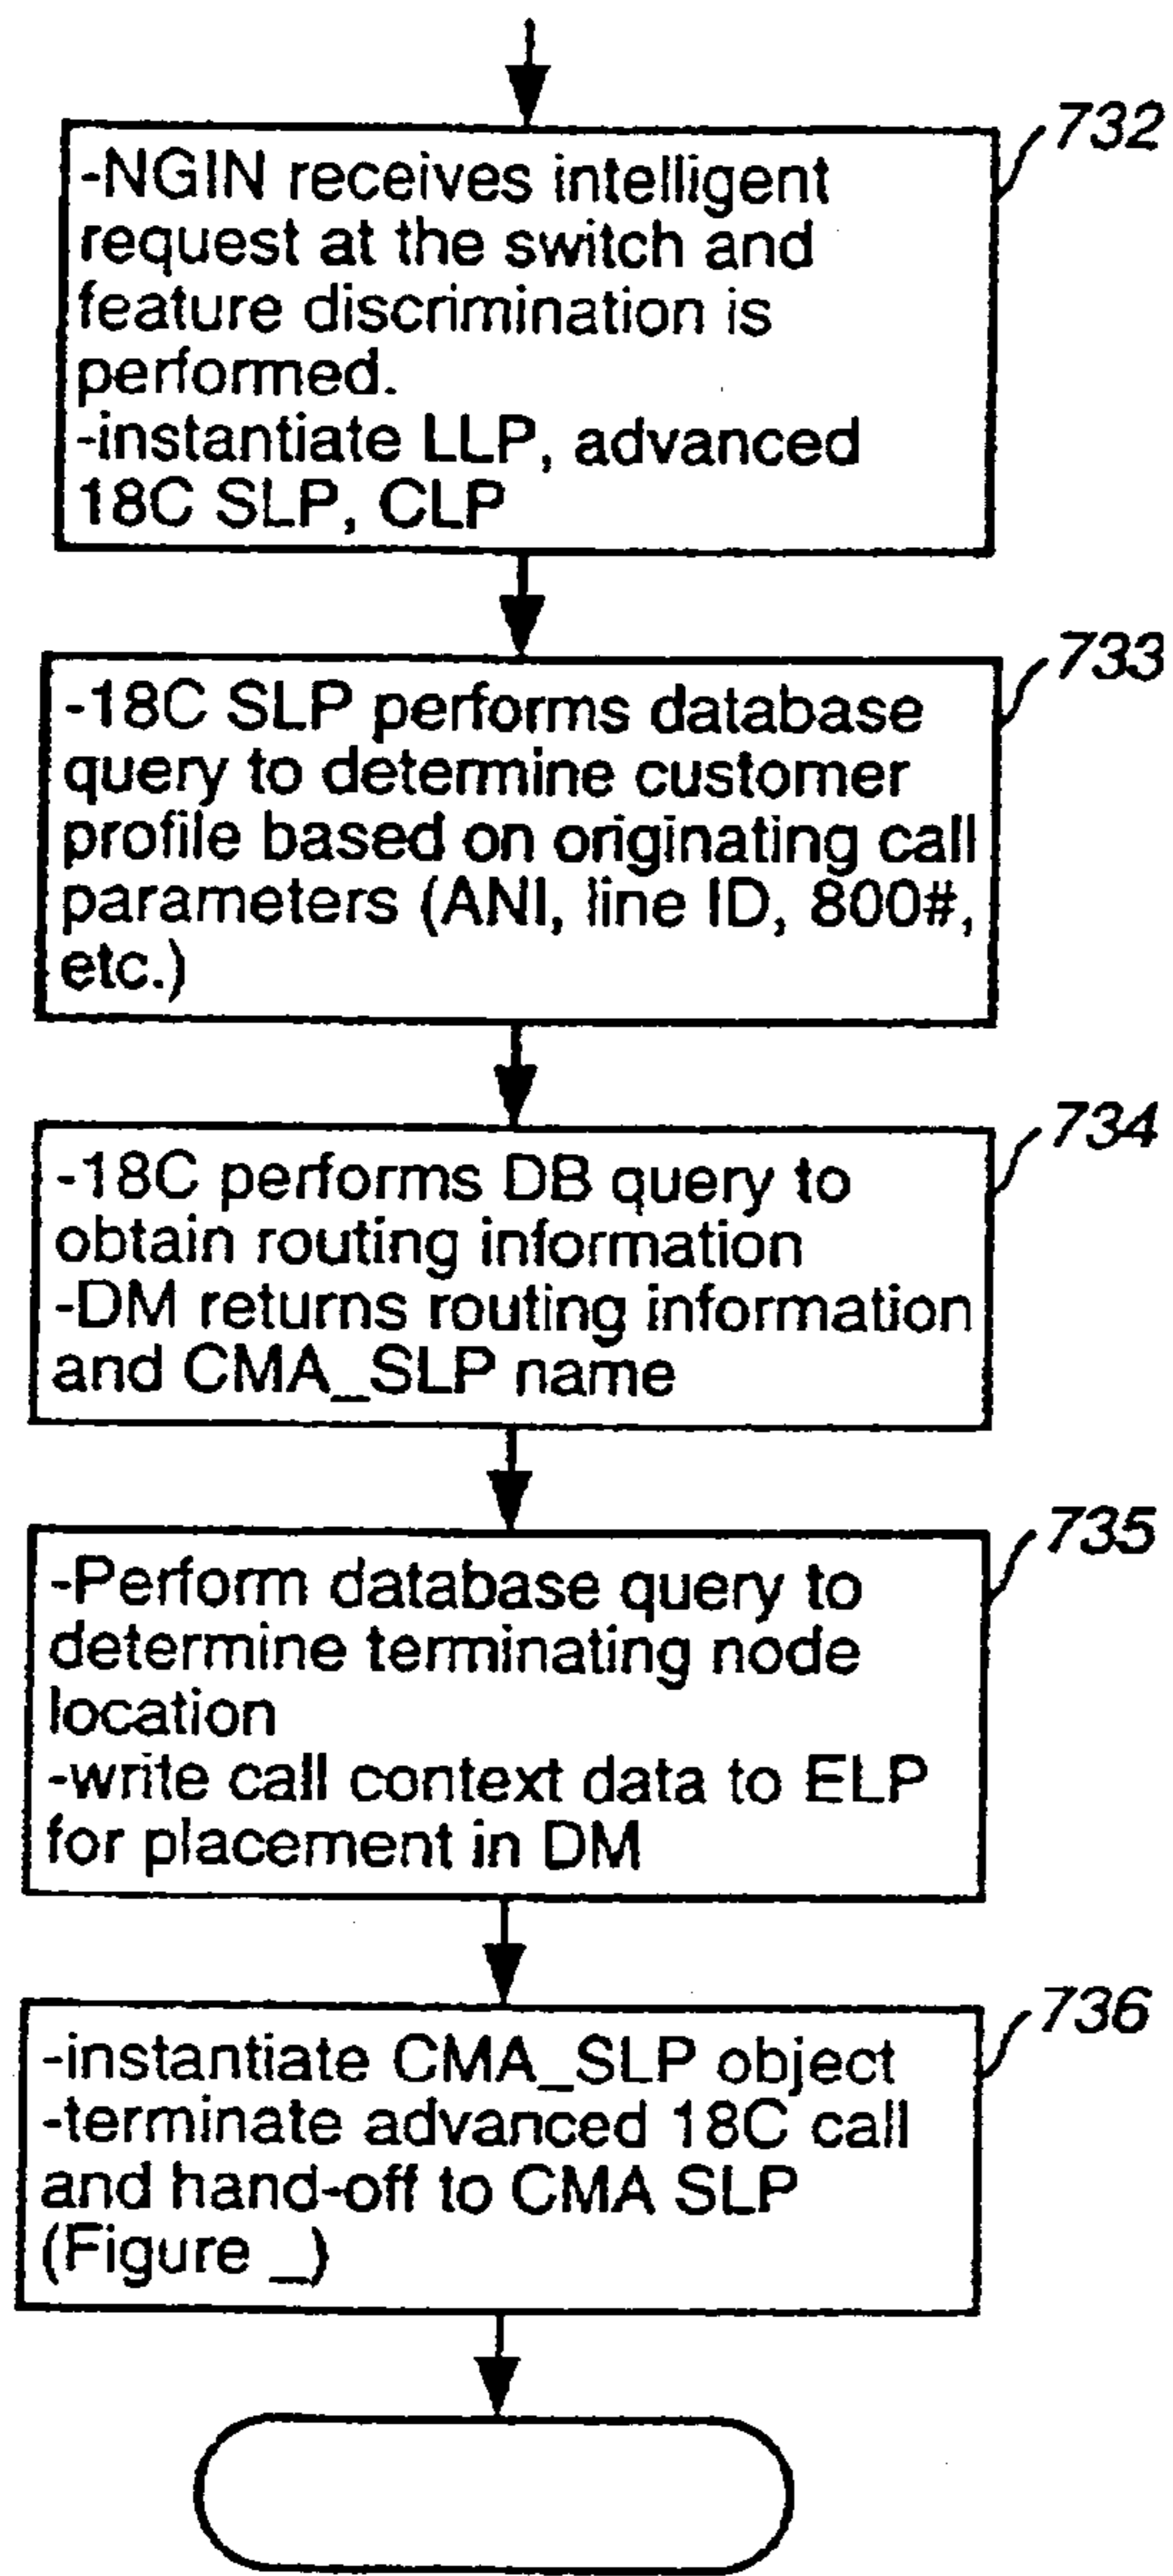 732
-NGIN receives intelligent
request at the switch and
feature discrimination is
performed.
-instantiate LLP, advanced
18C SLP, CLP
733
-18C SLP performs database
query to determine customer
profile based on originating call
parameters (ANI, line ID, 800#,
etc.)
734
-18C performs DB query to
obtain routing information
-DM returns routing information
and CMA_SLP name
735
-Perform database query to
determine terminating node
location
-write call context data to ELP
for placement in DM
736
-instantiate CMA_SLP object
-terminate advanced 18C call
and hand-off to CMA SLP
(Figure _)